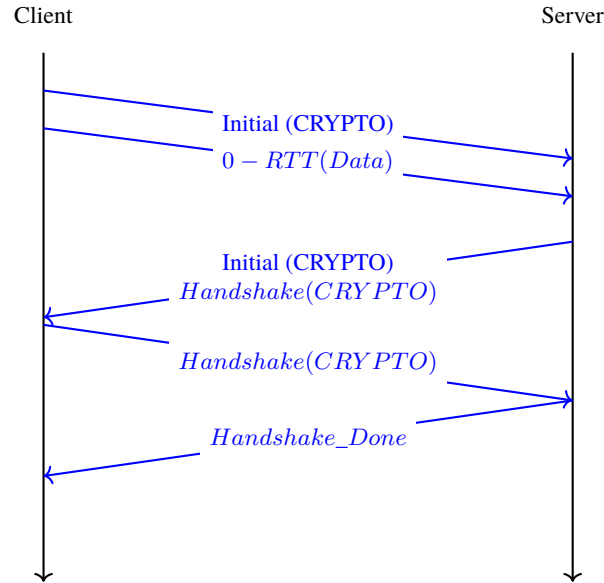 Client Server
Initial (CRYPTO)
0 − RTT(Data)
Initial (CRYPTO)
Handshake(CRYPTO)
Handshake(CRYPTO)
Handshake_Done